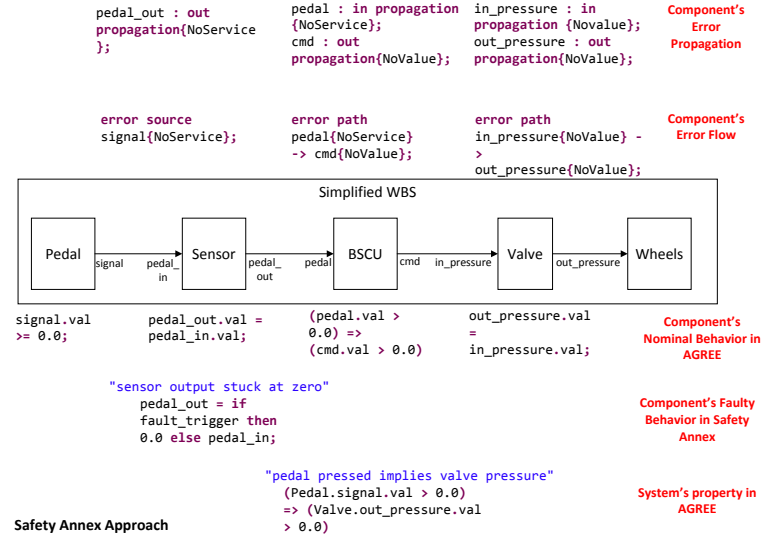 pedal_out : out
propagation{NoService
};
pedal : in propagation
{NoService};
cmd : out
propagation{NoValue};
in_pressure : in
propagation {Novalue};
out_pressure : out
propagation{NoValue};
Component's
Error
Propagation
error source
signal{NoService};
error path
pedal{NoService}
-> cmd{NoValue};
error path
in_pressure{NoValue} -
>
out_pressure{NoValue};
Component's
Error Flow
Simplified WBS
Pedal
signal
pedal_
in
Sensor
pedal_
out
pedal
BSCU
cmd
in_pressure
Valve
out_pressure
Wheels
signal.val
>= 0.0;
pedal_out.val =
pedal_in.val;
(pedal.val >
0.0) =>
(cmd.val > 0.0)
out_pressure.val
=
in_pressure.val;
Component's
Nominal Behavior in
AGREE
"sensor output stuck at zero"
pedal_out = if
fault_trigger then
0.0 else pedal_in;
Component's Faulty
Behavior in Safety
Annex
"pedal pressed implies valve pressure"
(Pedal.signal.val > 0.0)
=> (Valve.out_pressure.val
> 0.0)
System's property in
AGREE
Safety Annex Approach